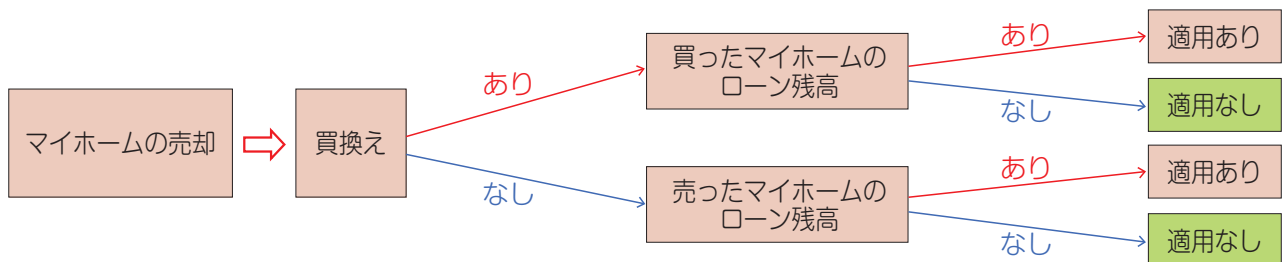 マイホームの売却
買換え
あり
なし
買ったマイホームの
ローン残高
あり
なし
適用あり
適用なし
売ったマイホームの
ローン残高
あり
なし
適用あり
適用なし